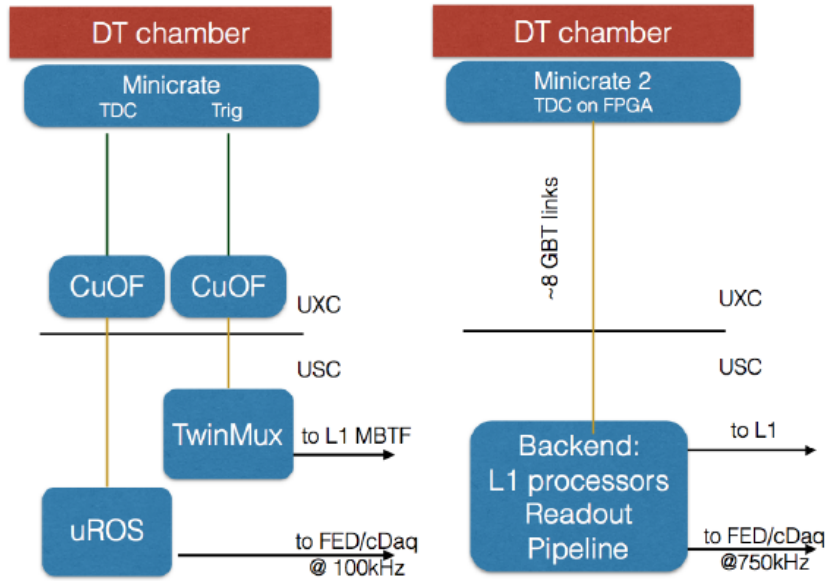 DT chamber
Minicrate
TDC Trig
CuOF CuOF
UXC
USC
TwinMux
to L1 MBTF
uROS
to FED/cDaq
@ 100kHz
DT chamber
Minicrate 2
TDC on FPGA
~8 GBT links
UXC
USC
Backend:
L1 processors
Readout
Pipeline
to L1
to FED/cDaq
@750kHz